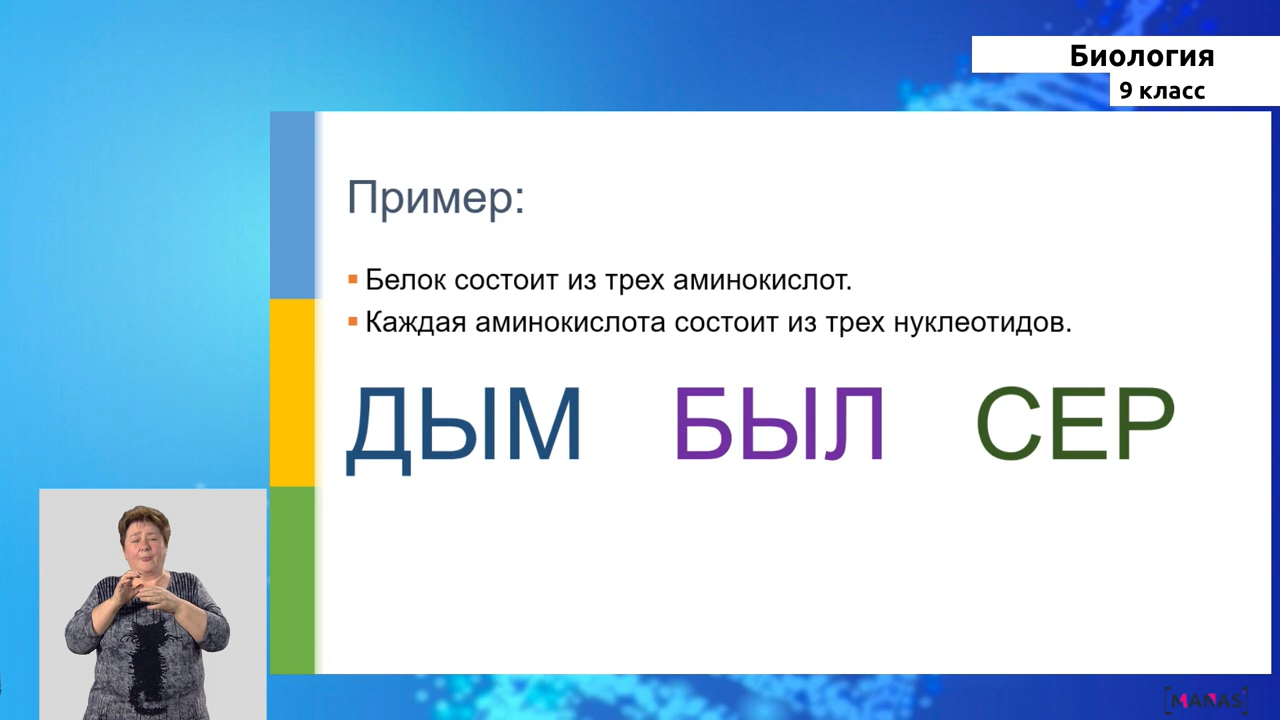 Биология
9 класс
Пример:
Белок состоит из трех аминокислот.
Каждая аминокислота состоит из трех нуклеотидов.
ДЫМ БЫЛ СЕР
[MANAS]